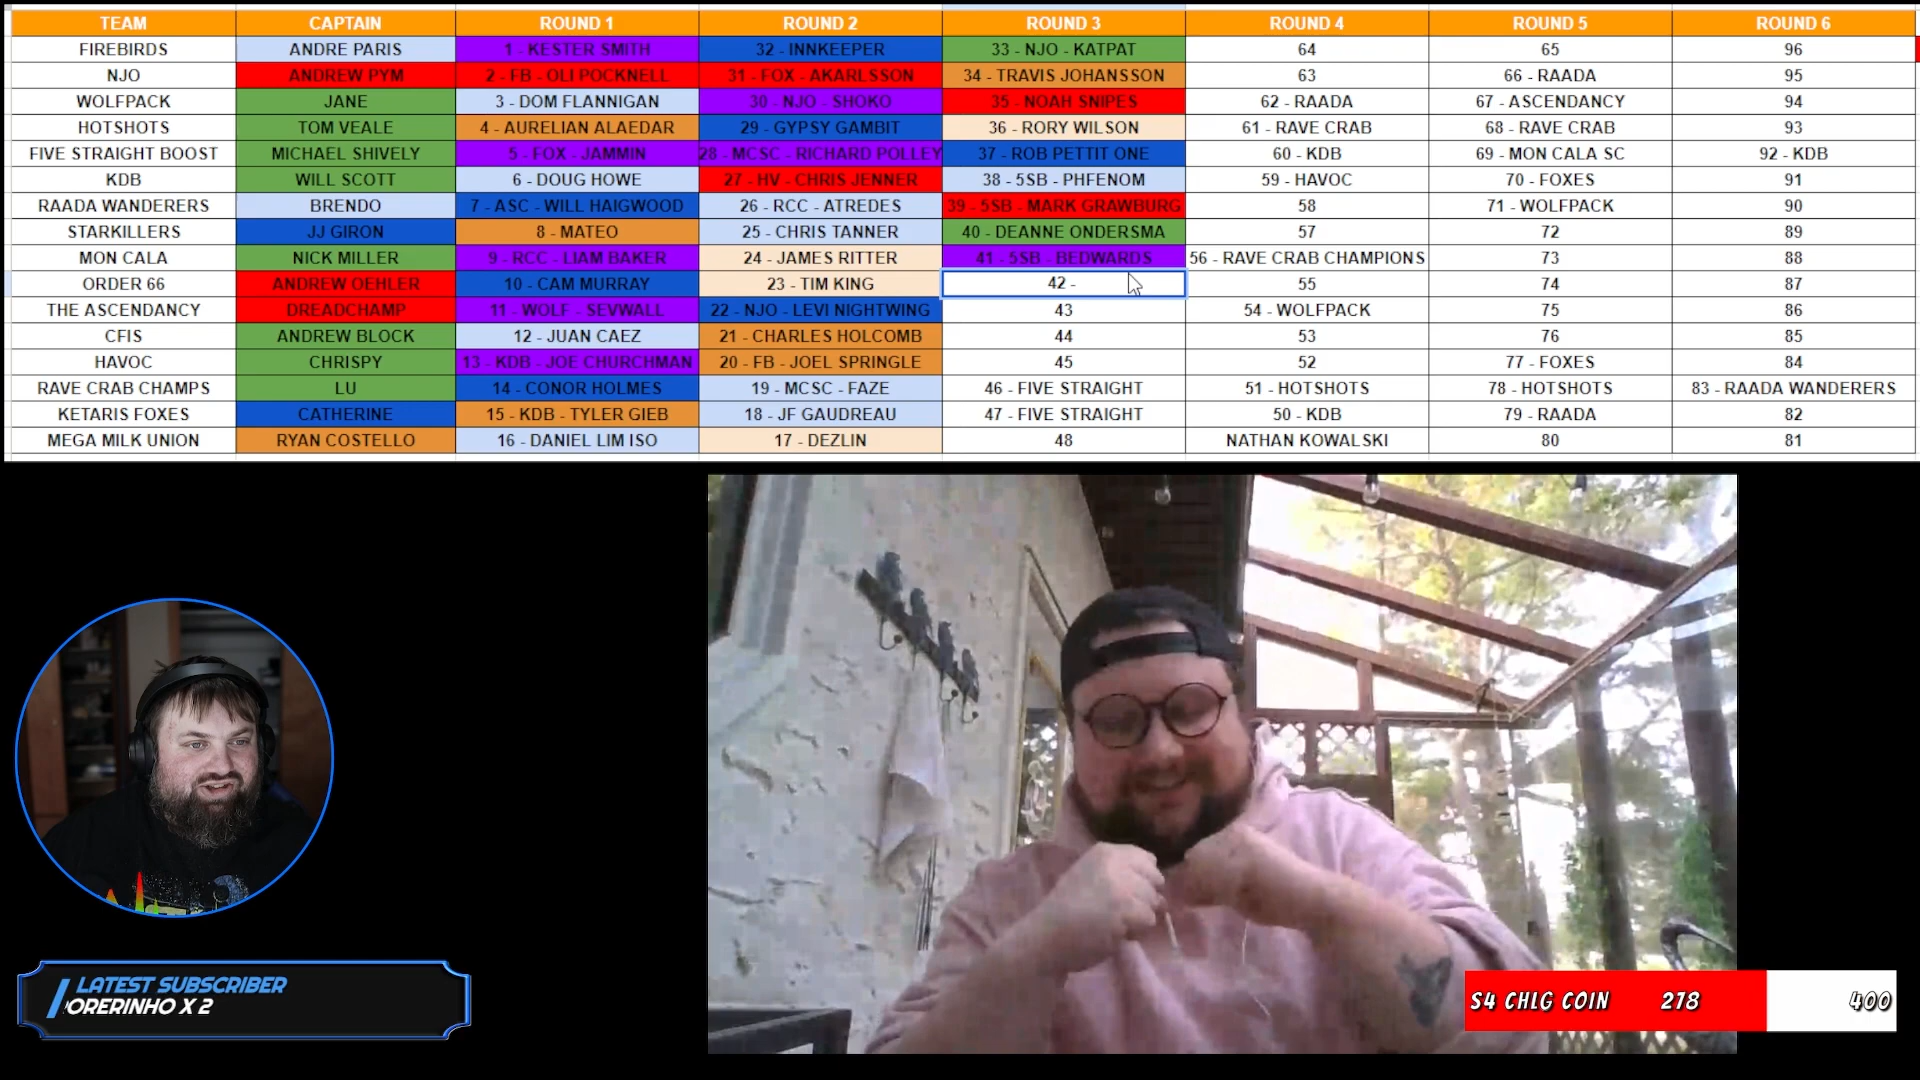 TEAM CAPTAIN ROUND 1 ROUND 2 ROUND 3 ROUND 4 ROUND 5 ROUND 6
FIREBIRDS ANDRE PARIS 1 - KESTER SMITH 32 - INNKEEPER 33 - NJO - KATPAT 64 65 96
NJO ANDREW PYM 2 - FB - OLI POCKNELL 31 - FOX - AKARLSSON 34 - TRAVIS JOHANSSON 63 66 - RAADA 95
WOLFPACK JANE 3 - DOM FLANNIGAN 30 - NJO - SHOKO 35 - NOAH SNIPES 62 - RAADA 67 - ASCENDANCY 94
HOTSHOTS TOM VEALE 4 - AURELIAN ALAEDAR 29 - GYPSY GAMBIT 36 - RORY WILSON 61 - RAVE CRAB 68 - RAVE CRAB 93
FIVE STRAIGHT BOOST MICHAEL SHIVELY 5 - FOX - JAMMIN 28 - MCSC - RICHARD POLLEY 37 - ROB PETTIT ONE 60 - KDB 69 - MON CALA SC 92 - KDB
KDB WILL SCOTT 6 - DOUG HOWE 27 - HV - CHRIS JENNER 38 - 5SB - PHFENOM 59 - HAVOC 70 - FOXES 91
RAADA WANDERERS BRENDO 7 - ASC - WILL HAIGWOOD 26 - RCC - ATREDES 39 - 5SB - MARK GRAWBURG 58 71 - WOLFPACK 90
STARKILLERS JJ GIRON 8 - MATEO 25 - CHRIS TANNER 40 - DEANNE ONDERSMA 57 72 89
MON CALA NICK MILLER 9 - RCC - LIAM BAKER 24 - JAMES RITTER 41 - 5SB - BEDWARDS 56 - RAVE CRAB CHAMPIONS 73 88
ORDER 66 ANDREW OEHLER 10 - CAM MURRAY 23 - TIM KING 42 - 55 74 87
THE ASCENDANCY DREADCHAMP 11 - WOLF - SEVWALL 22 - NJO - LEVI NIGHTWING 43 54 - WOLFPACK 75 86
CFIS ANDREW BLOCK 12 - JUAN CAEZ 21 - CHARLES HOLCOMB 44 53 76 85
HAVOC CHRISPY 13 - KDB - JOE CHURCHMAN 20 - FB - JOEL SPRINGLE 45 52 77 - FOXES 84
RAVE CRAB CHAMPS LU 14 - CONOR HOLMES 19 - MCSC - FAZE 46 - FIVE STRAIGHT 51 - HOTSHOTS 78 - HOTSHOTS 83 - RAADA WANDERERS
KETARIS FOXES CATHERINE 15 - KDB - TYLER GIEB 18 - JF GAUDREAU 47 - FIVE STRAIGHT 50 - KDB 79 - RAADA 82
MEGA MILK UNION RYAN COSTELLO 16 - DANIEL LIM ISO 17 - DEZLIN 48 NATHAN KOWALSKI 80 81
LATEST SUBSCRIBER
ORERINHO X 2
S4 CHLG COIN 278 400